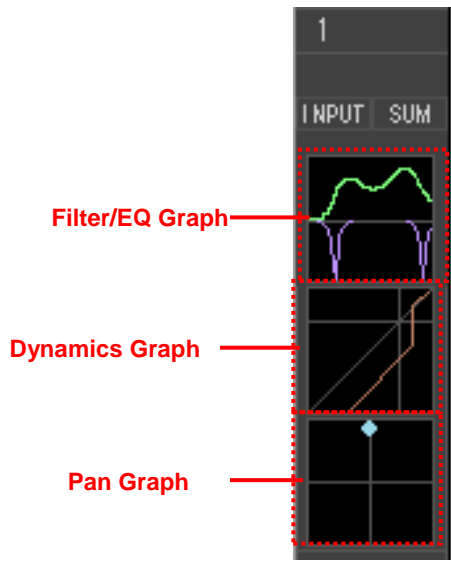 1
INPUT SUM
Filter/EQ Graph
Dynamics Graph
Pan Graph